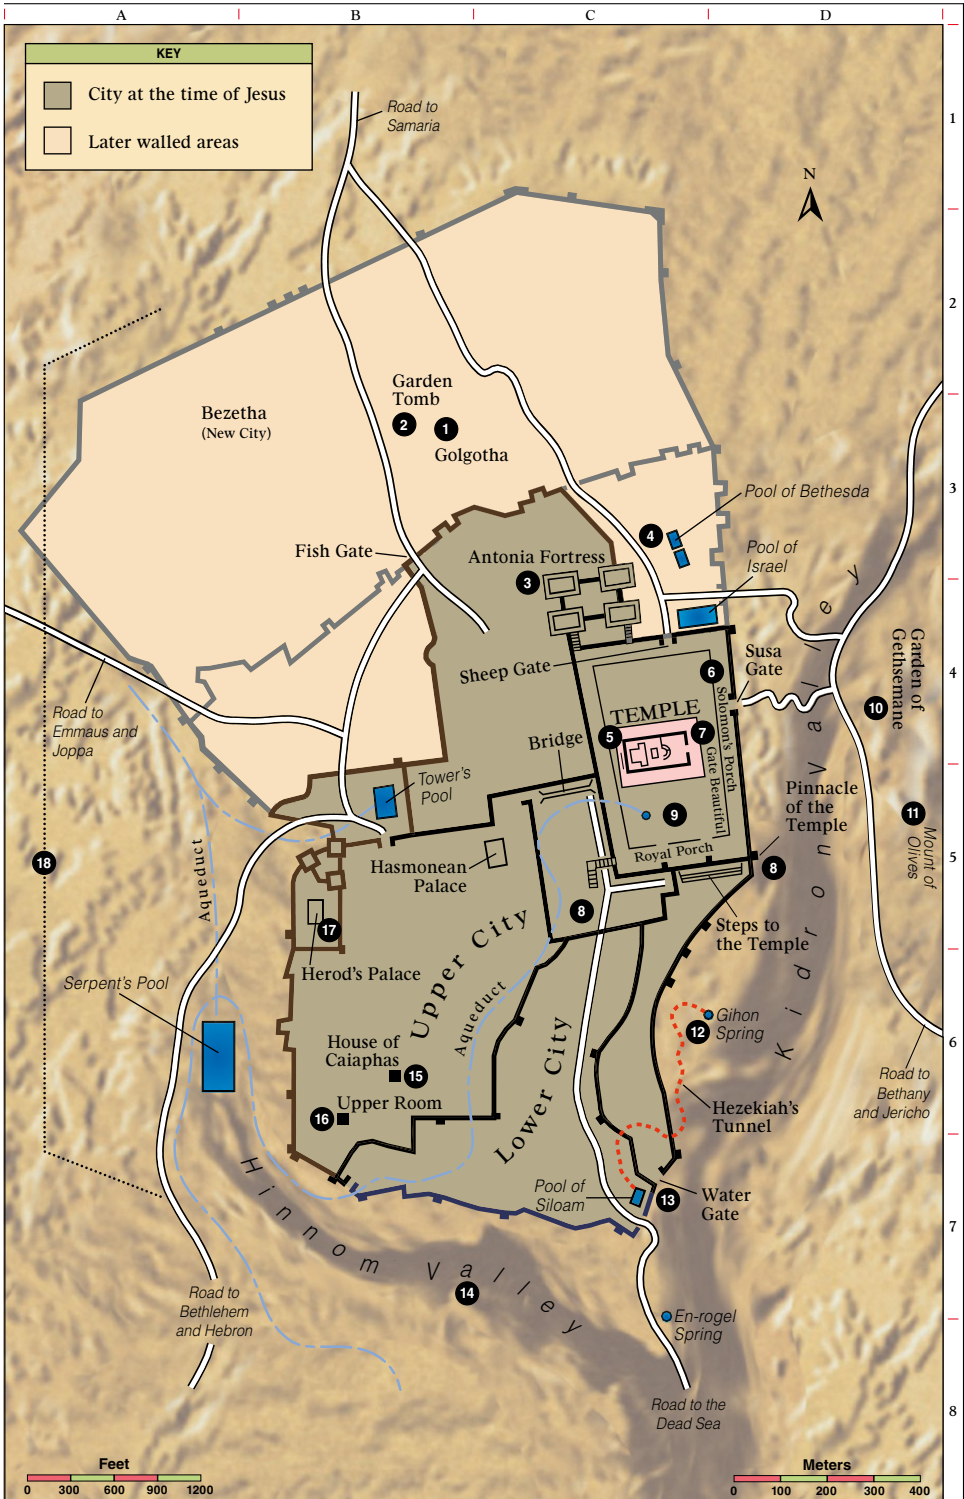 A
B
C
D
KEY
City at the time of Jesus
Later walled areas
Road to
Samaria
1
N
2
Garden
Tomb
Bezetha
(New City)
2
1
Golgotha
3
Pool of Bethesda
4
Fish Gate
Antonia Fortress
3
Pool of
Israel
Kidron Valley
Sheep Gate
6
Susa
Gate
4
Garden of
Gethsemane
10
Road to
Emmaus and
Joppa
TEMPLE
Solomon's Porch
Bridge
5
7
Gate Beautiful
Tower's
Pool
Pinnacle
of the
Temple
9
11
Mount of
Olives
18
Aqueduct
Hasmonean
Palace
Royal Porch
5
8
8
17
Upper City
Steps to
the Temple
Herod's Palace
Serpent's Pool
Aqueduct
Gihon
Spring
12
6
House of
Caiaphas
15
Lower City
Road to
Bethany
and Jericho
Upper Room
16
Hezekiah's
Tunnel
Hinnom Valley
Pool of
Siloam
13
Water
Gate
7
14
Road to
Bethlehem
and Hebron
En-rogel
Spring
Road to the
Dead Sea
8
Feet
0 300 600 900 1200
Meters
0 100 200 300 400